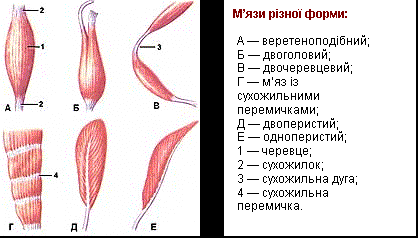 2
1
3
2
А
Б
В
4
Г
Д
Е
М'язи різної форми:
А — веретеноподібний;
Б — двоголовий;
В — двочеревцевий;
Г — м'яз із
сухожильними
перемичками;
Д — двоперистий;
Е — одноперистий;
1 — черевце;
2 — сухожилок;
3 — сухожильна дуга;
4 — сухожильна
перемичка.